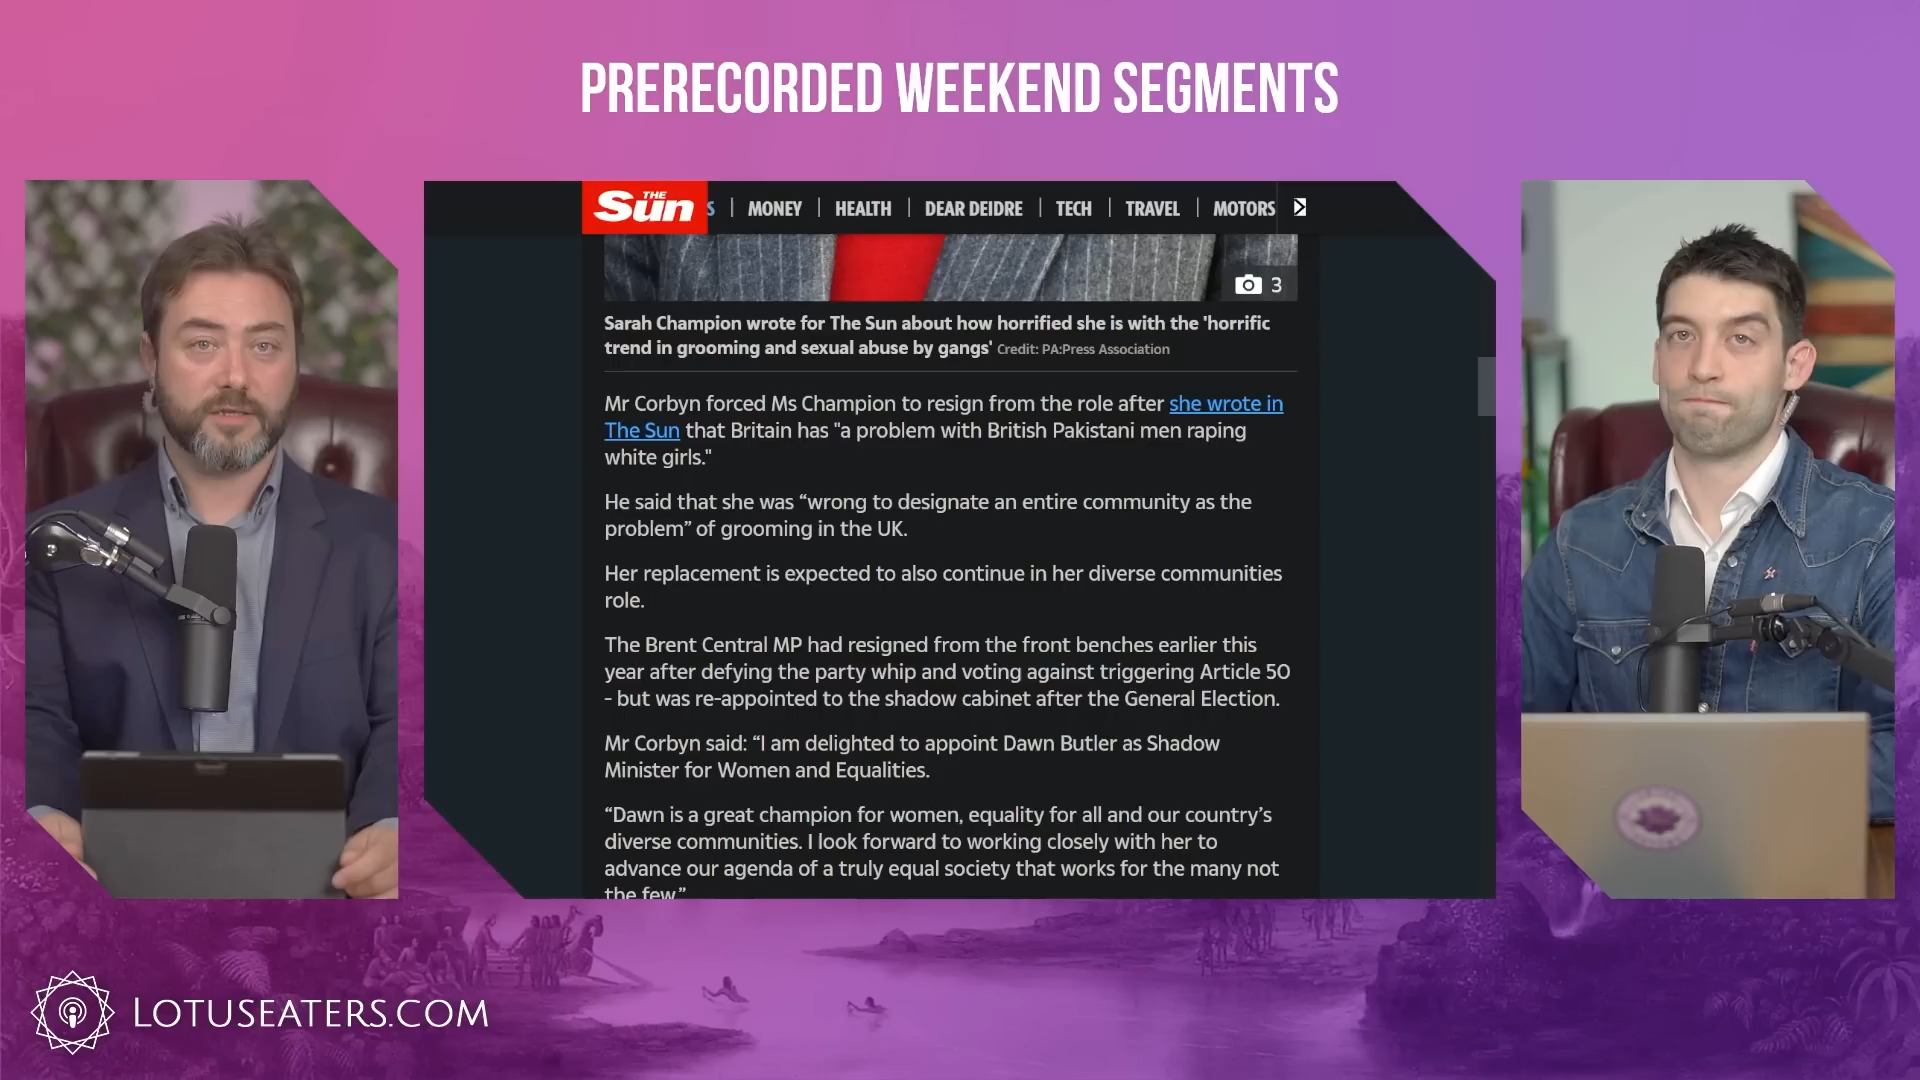 PRERECORDED WEEKEND SEGMENTS
THE Sun
S | MONEY | HEALTH | DEAR DEIDRE | TECH | TRAVEL | MOTORS
3
Sarah Champion wrote for The Sun about how horrified she is with the 'horrific
trend in grooming and sexual abuse by gangs' Credit: PA:Press Association
Mr Corbyn forced Ms Champion to resign from the role after she wrote in
The Sun that Britain has "a problem with British Pakistani men raping
white girls."
He said that she was “wrong to designate an entire community as the
problem” of grooming in the UK.
Her replacement is expected to also continue in her diverse communities
role.
The Brent Central MP had resigned from the front benches earlier this
year after defying the party whip and voting against triggering Article 50
- but was re-appointed to the shadow cabinet after the General Election.
Mr Corbyn said: “I am delighted to appoint Dawn Butler as Shadow
Minister for Women and Equalities.
“Dawn is a great champion for women, equality for all and our country’s
diverse communities. I look forward to working closely with her to
advance our agenda of a truly equal society that works for the many not
the few.”
LOTUSEATERS.COM